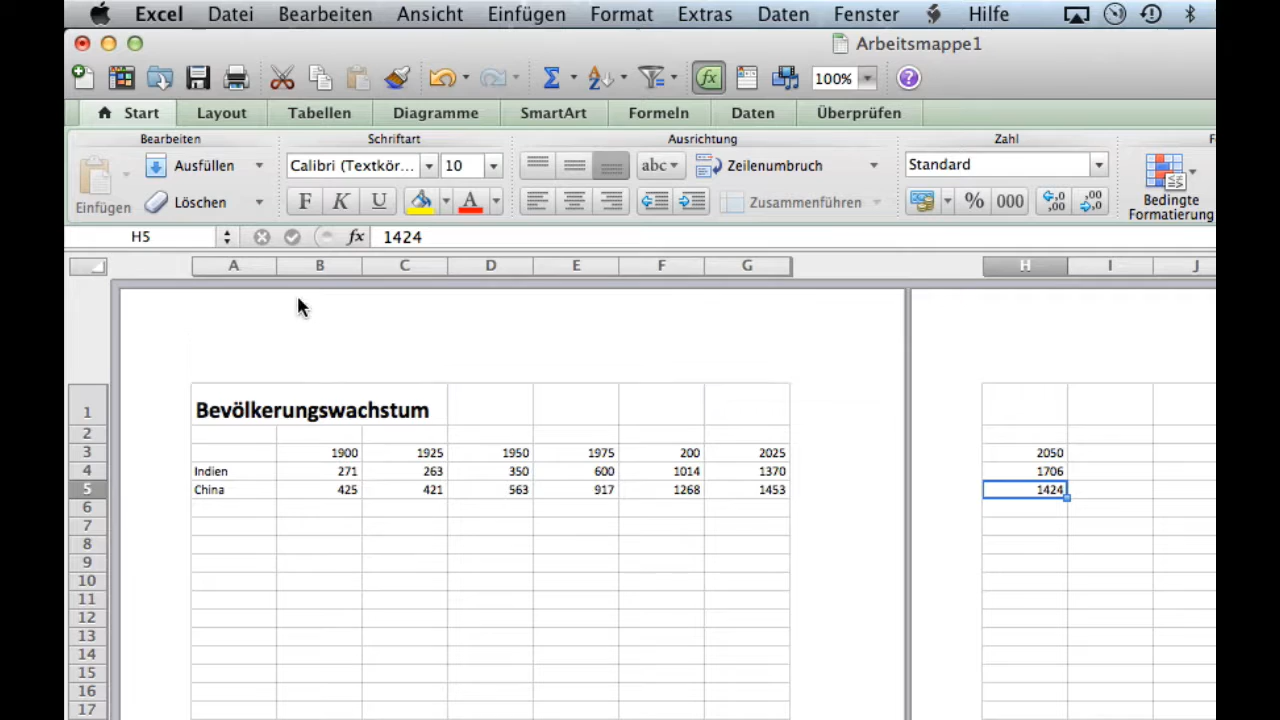 Excel Datei Bearbeiten Ansicht Einfügen Format Extras Daten Fenster Hilfe
Arbeitsmappe1
100%
Start Layout Tabellen Diagramme SmartArt Formeln Daten Überprüfen
Bearbeiten Schriftart Ausrichtung Zahl F
Einfügen Ausfüllen Calibri (Textkör... 10 abc Zeilenumbruch Standard
Löschen F K U A Zusammenführen % 000 ,0 ,00 ,00 ,0
Bedingte
Formatierung
H5 fx 1424
A B C D E F G H I J
1 Bevölkerungswachstum
2
3 1900 1925 1950 1975 200 2025 2050
4 Indien 271 263 350 600 1014 1370 1706
5 China 425 421 563 917 1268 1453 1424
6
7
8
9
10
11
12
13
14
15
16
17